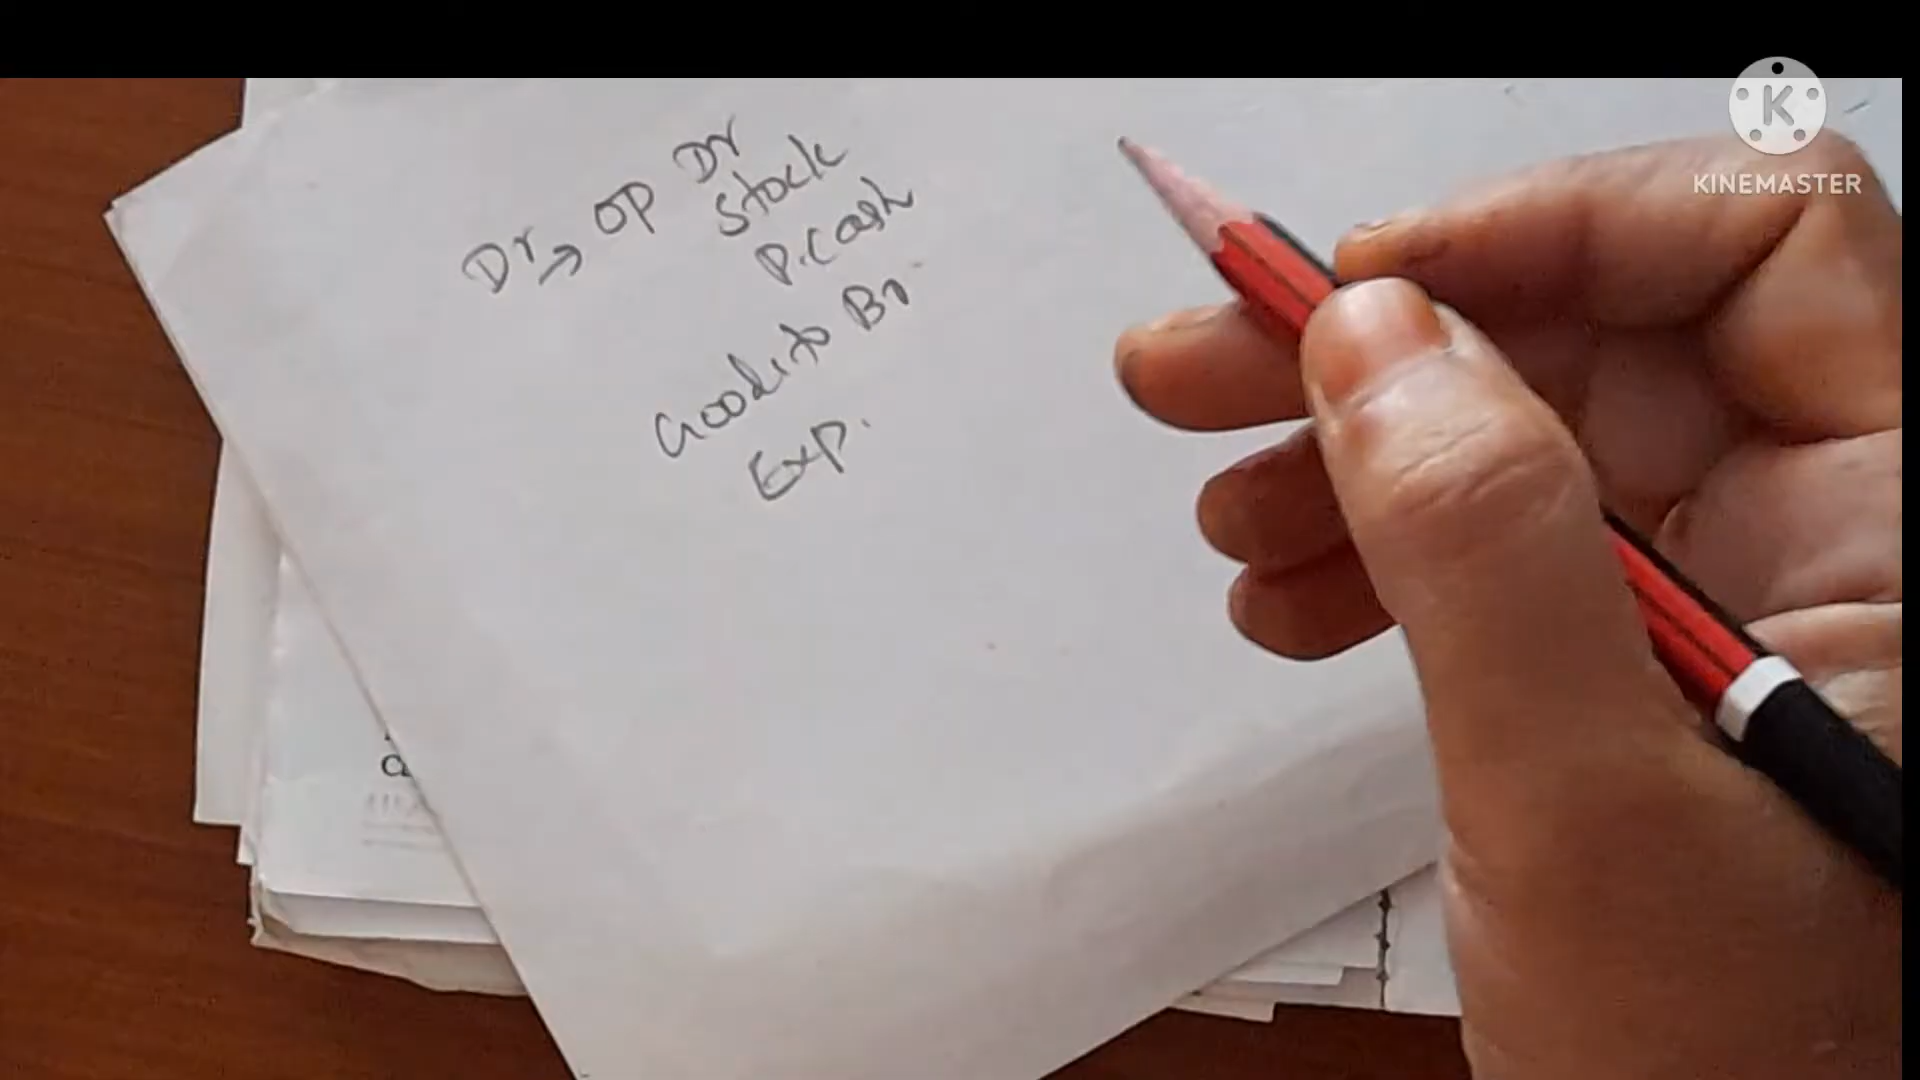 Dr → OP Dr
Stock
P.Cash
Goods to Br.
Exp.
K
KINEMASTER